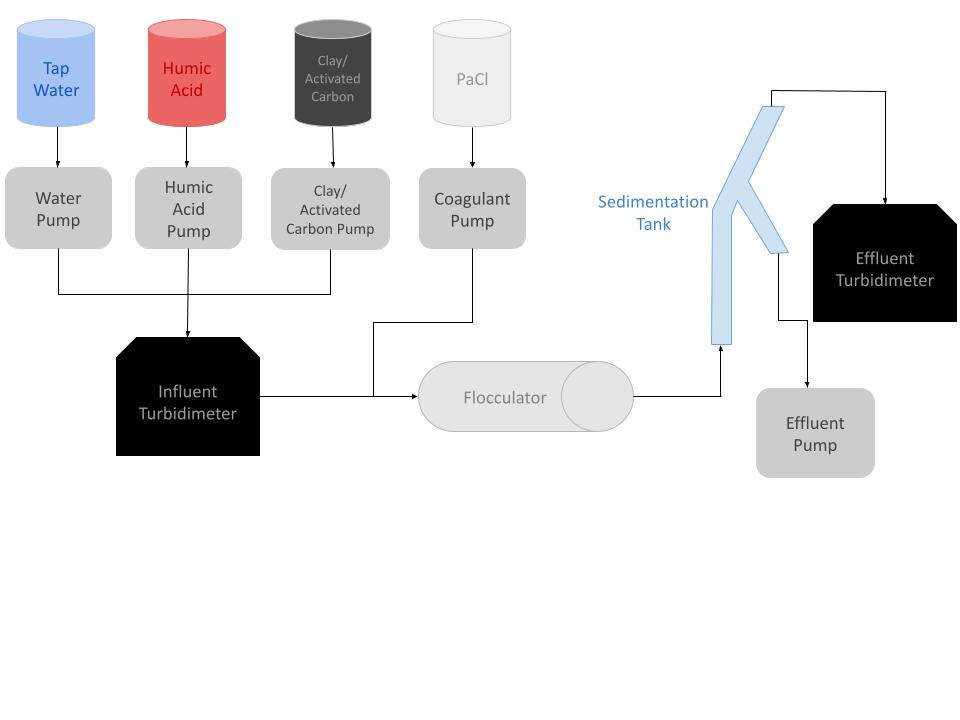 Tap
Water
Humic
Acid
Clay/
Activated
Carbon
PaCl
Water
Pump
Humic
Acid
Pump
Clay/
Activated
Carbon Pump
Coagulant
Pump
Sedimentation
Tank
Effluent
Turbidimeter
Influent
Turbidimeter
Flocculator
Effluent
Pump